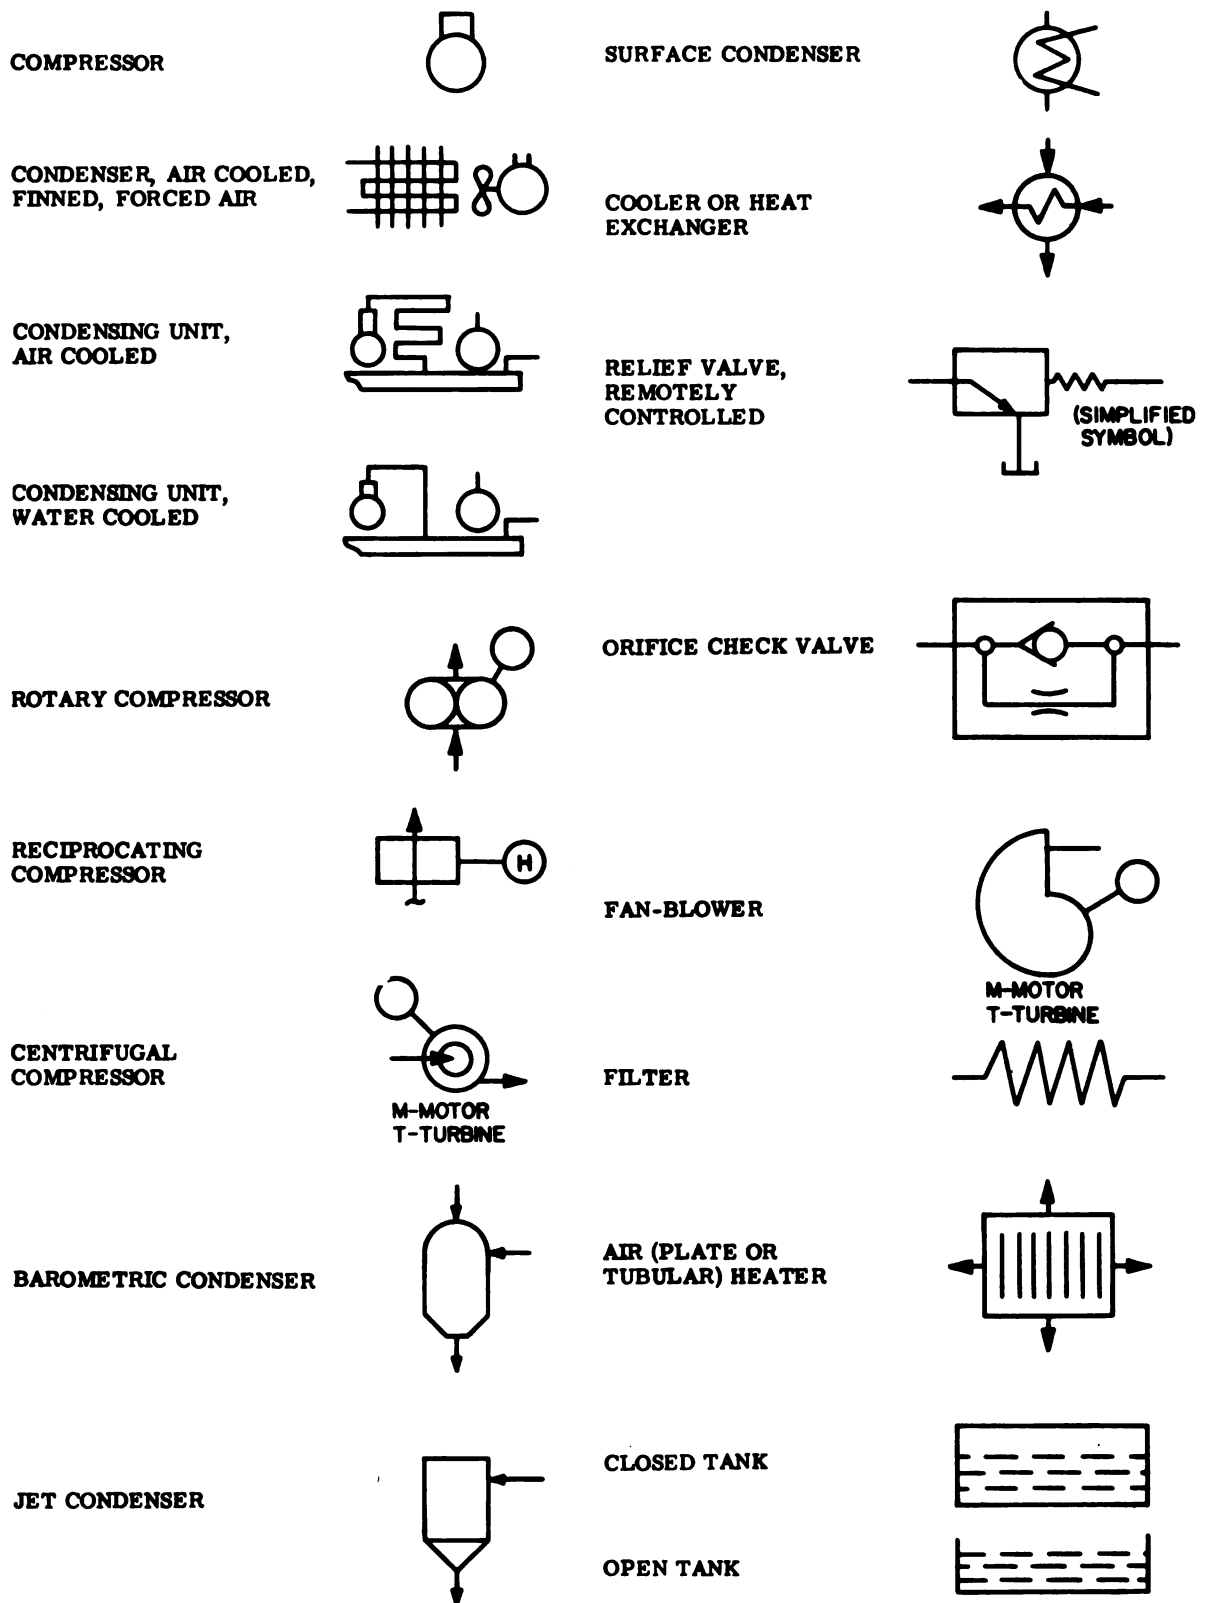 COMPRESSOR
CONDENSER, AIR COOLED,
FINNED, FORCED AIR
CONDENSING UNIT,
AIR COOLED
CONDENSING UNIT,
WATER COOLED
ROTARY COMPRESSOR
RECIPROCATING
COMPRESSOR
H
CENTRIFUGAL
COMPRESSOR
M-MOTOR
T-TURBINE
BAROMETRIC CONDENSER
JET CONDENSER
SURFACE CONDENSER
COOLER OR HEAT
EXCHANGER
RELIEF VALVE,
REMOTELY
CONTROLLED
(SIMPLIFIED
SYMBOL)
ORIFICE CHECK VALVE
FAN-BLOWER
M-MOTOR
T-TURBINE
FILTER
AIR (PLATE OR
TUBULAR) HEATER
CLOSED TANK
OPEN TANK